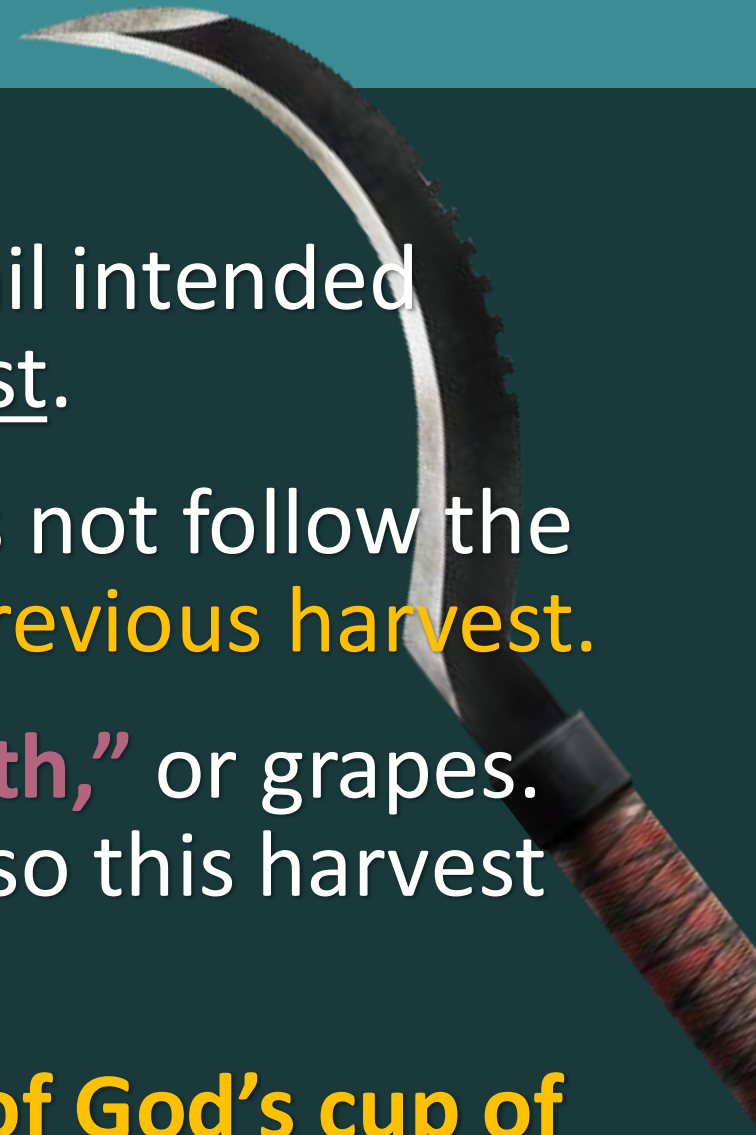 il intended
st.
not follow the
revious harvest.
th,” or grapes.
so this harvest
of God’s cup of